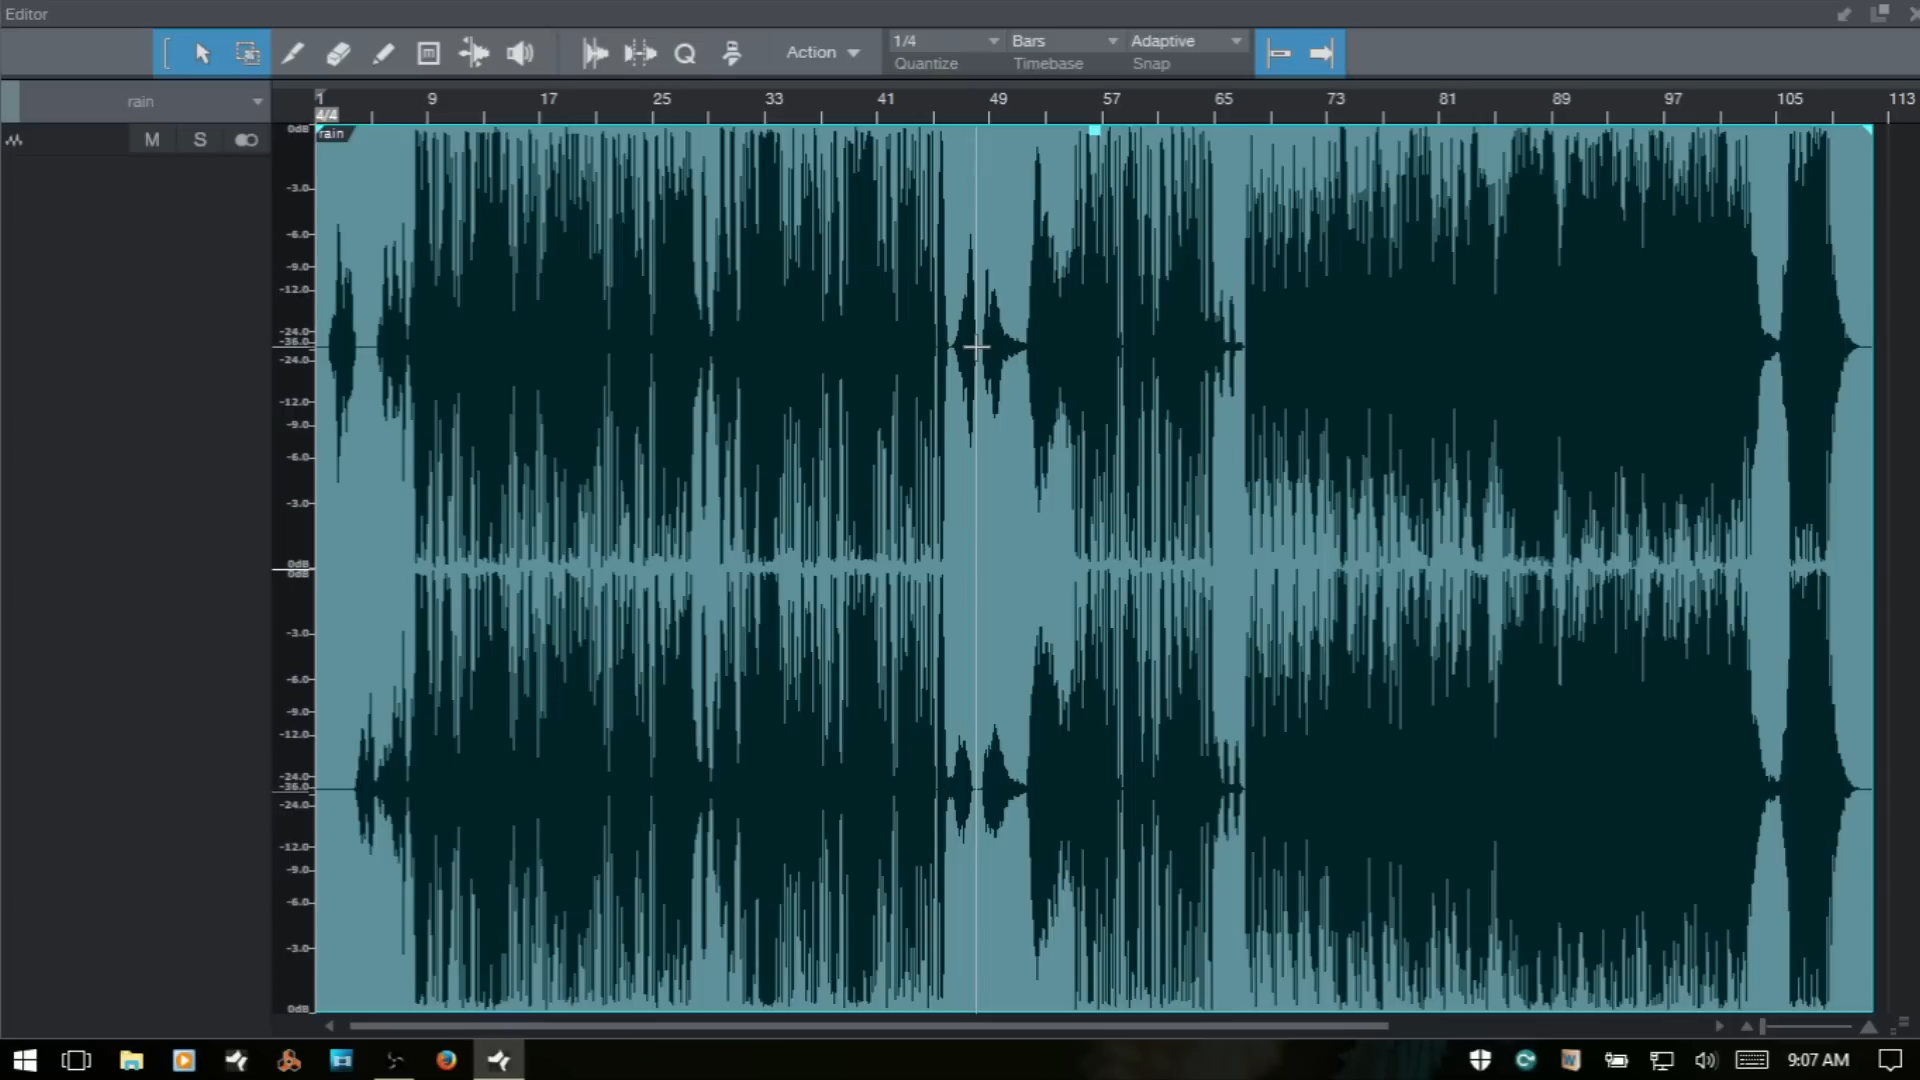 Editor
Action
1/4
Bars
Adaptive
Quantize
Timebase
Snap
rain
1 9 17 25 33 41 49 57 65 73 81 89 97 105 113
4/4
M S
rain
0dB
-3.0
-6.0
-9.0
-12.0
-24.0
-36.0
-24.0
-12.0
-9.0
-6.0
-3.0
0dB
0dB
-3.0
-6.0
-9.0
-12.0
-24.0
-36.0
-24.0
-12.0
-9.0
-6.0
-3.0
0dB
9:07 AM